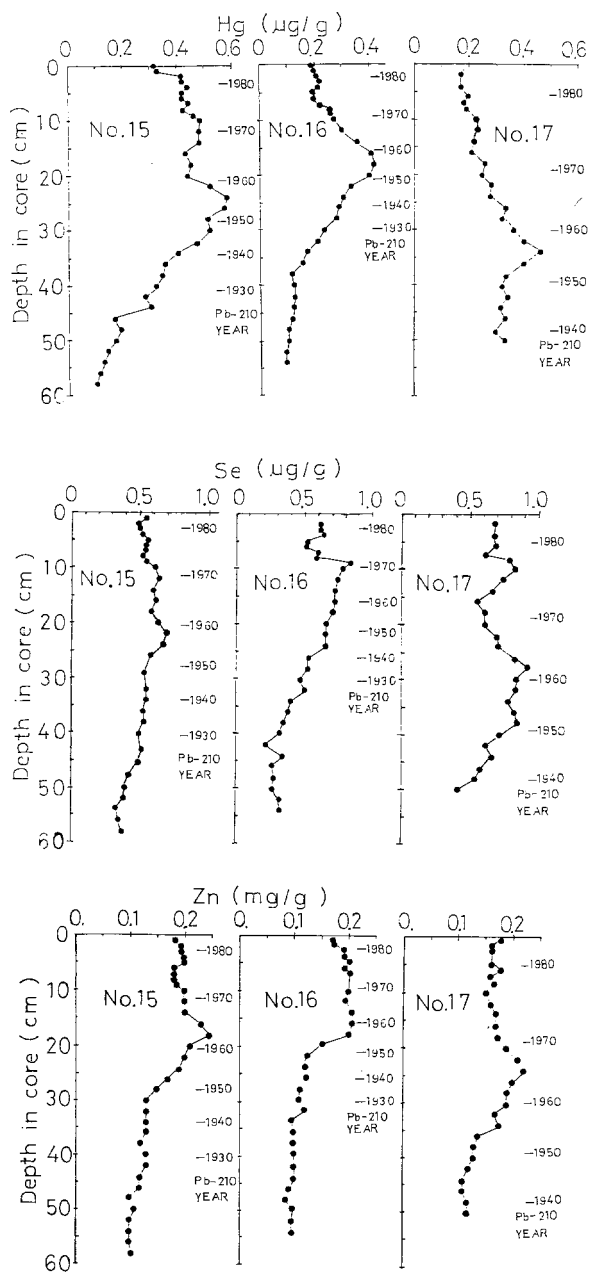 Hg (μg/g)
0 0.2 0.4 0.6 0 0.2 0.4 0 0.2 0.4 0.6
0
10
20
30
40
50
60
Depth in core (cm)
No.15
−1980
−1970
−1960
−1950
−1940
−1930
Pb-210
YEAR
No.16
−1980
−1970
−1960
−1950
−1940
−1930
Pb-210
YEAR
No.17
−1980
−1970
−1960
−1950
−1940
Pb-210
YEAR
Se (μg/g)
0 0.5 1.0 0 0.5 1.0 0 0.5 1.0
0
10
20
30
40
50
60
Depth in core (cm)
No.15
−1980
−1970
−1960
−1950
−1940
−1930
Pb-210
YEAR
No.16
−1980
−1970
−1960
−1950
−1940
−1930
Pb-210
YEAR
No.17
−1980
−1970
−1960
−1950
−1940
Pb-210
YEAR
Zn (mg/g)
0. 0.1 0.2 0. 0.1 0.2 0. 0.1 0.2
0
10
20
30
40
50
60
Depth in core (cm)
No.15
−1980
−1970
−1960
−1950
−1940
−1930
Pb-210
YEAR
No.16
−1980
−1970
−1960
−1950
−1940
−1930
Pb-210
YEAR
No.17
−1980
−1970
−1960
−1950
−1940
Pb-210
YEAR